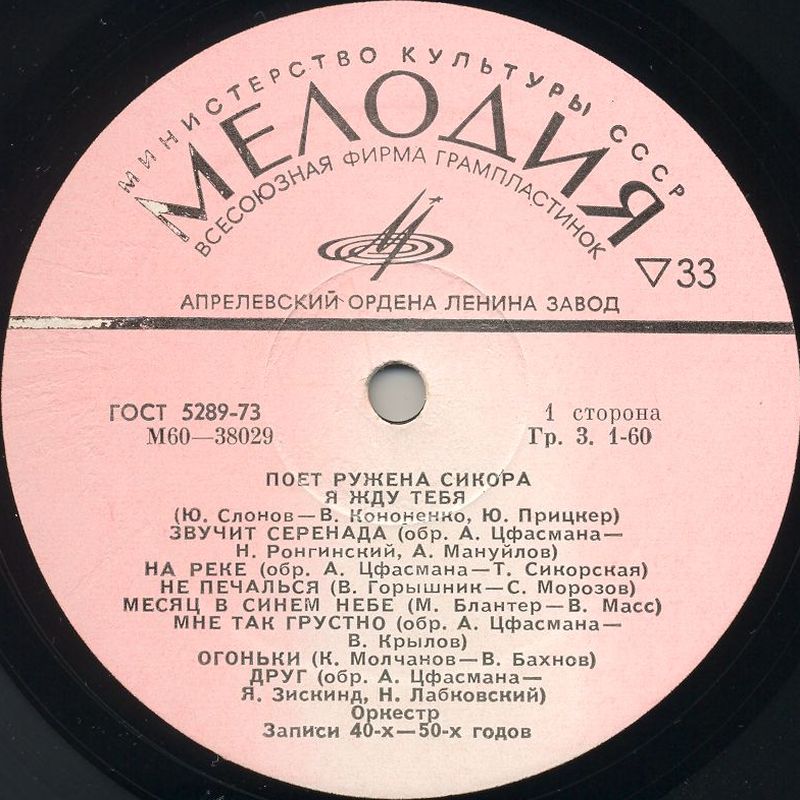 МИНИСТЕРСТВО КУЛЬТУРЫ СССР
МЕЛОДИЯ
ВСЕСОЮЗНАЯ ФИРМА ГРАМПЛАСТИНОК
▽33
АПРЕЛЕВСКИЙ ОРДЕНА ЛЕНИНА ЗАВОД
ГОСТ 5289-73
М60—38029
1 сторона
Гр. 3. 1-60
ПОЕТ РУЖЕНА СИКОРА
Я ЖДУ ТЕБЯ
(Ю. Слонов—В. Кононенко, Ю. Прицкер)
ЗВУЧИТ СЕРЕНАДА (обр. А. Цфасмана—
Н. Ронгинский, А. Мануйлов)
НА РЕКЕ (обр. А. Цфасмана—Т. Сикорская)
НЕ ПЕЧАЛЬСЯ (В. Горышник—С. Морозов)
МЕСЯЦ В СИНЕМ НЕБЕ (М. Блантер—В. Масс)
МНЕ ТАК ГРУСТНО (обр. А. Цфасмана—
В. Крылов)
ОГОНЬКИ (К. Молчанов—В. Бахнов)
ДРУГ (обр. А. Цфасмана—
Я. Зискинд, Н. Лабковский)
Оркестр
Записи 40-х—50-х годов